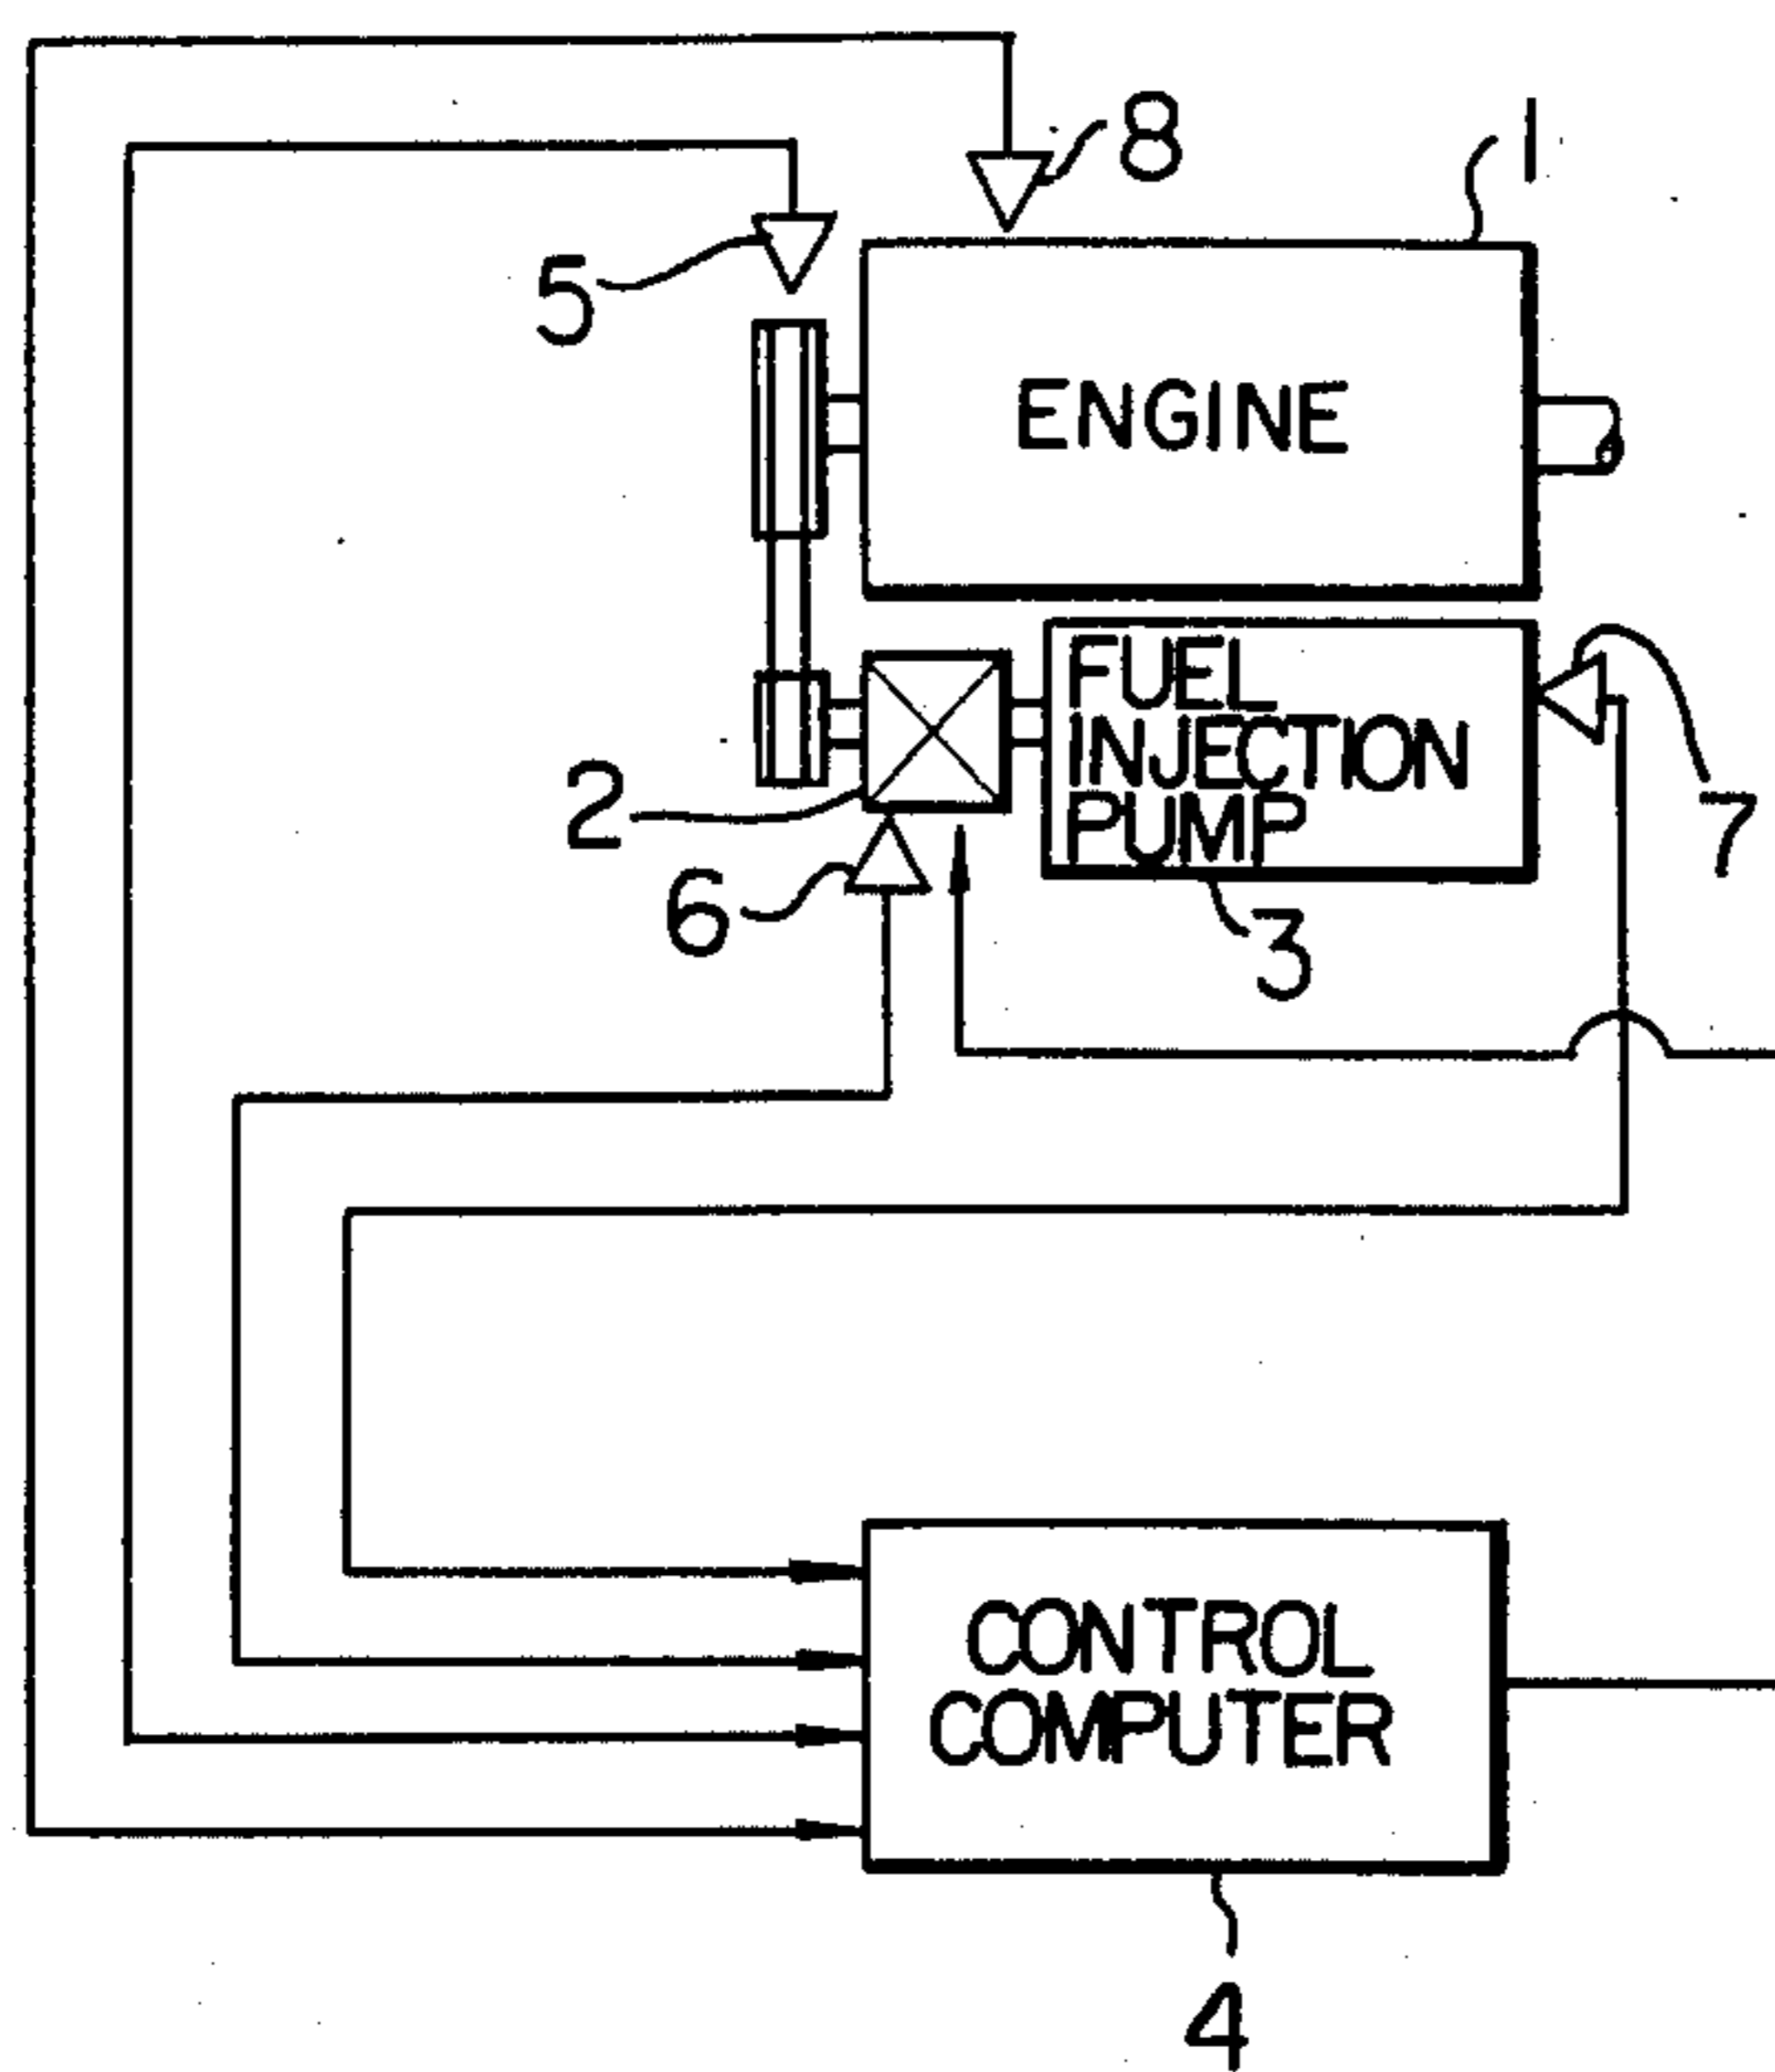 8
1
5
ENGINE
FUEL
INJECTION
PUMP
2
7
6
3
CONTROL
COMPUTER
4